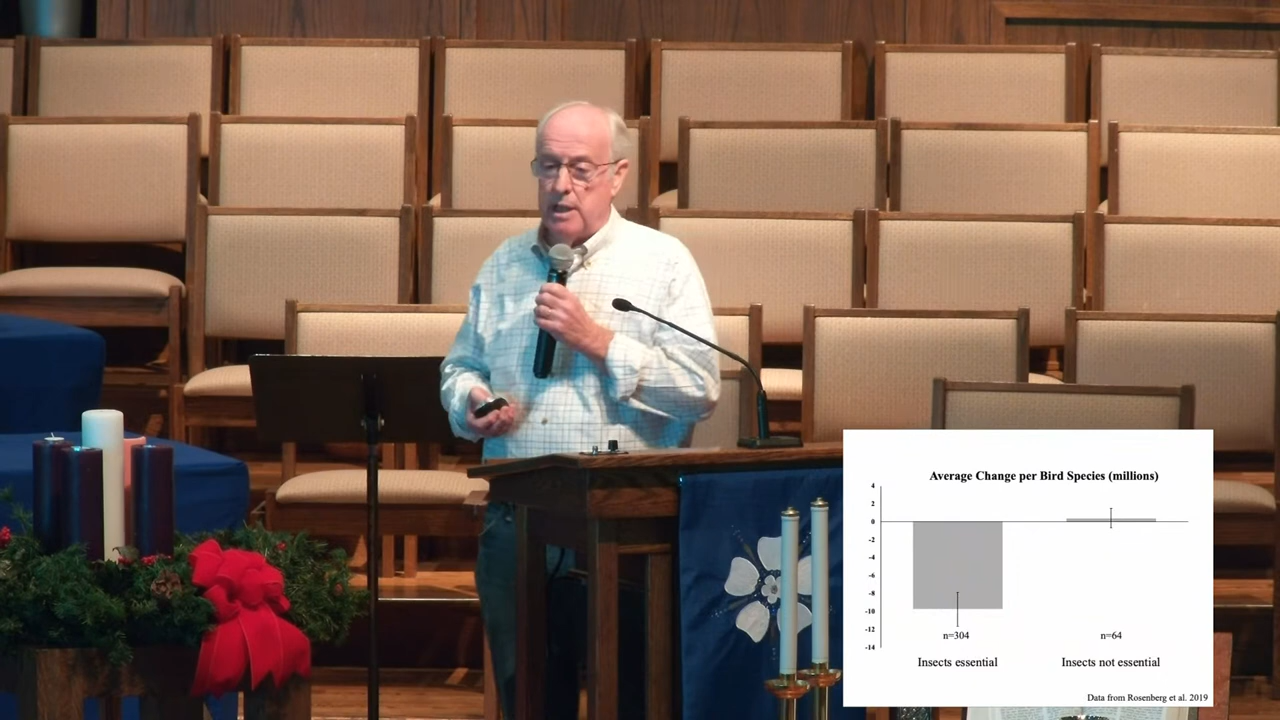 Average Change per Bird Species (millions)
4
2
0
-2
-4
-6
-8
-10
-12
-14
n=304
n=64
Insects essential
Insects not essential
Data from Rosenberg et al. 2019